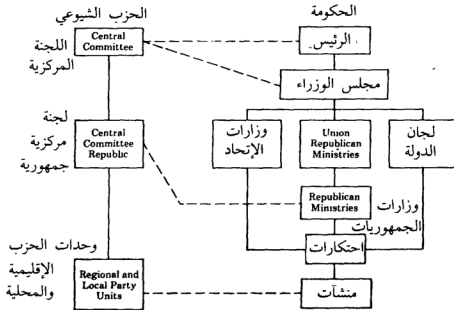 الحزب الشيوعي
الحكومة
اللجنة
المركزية
Central
Committee
الرئيس
مجلس الوزراء
لجنة
مركزية
جمهورية
Central
Committee
Republic
وزارات
الإتحاد
Union
Republican
Ministries
لجان
الدولة
Republican
Ministries
وزارات
الجمهوريات
احتكارات
وحدات الحزب
الإقليمية
والمحلية
Regional and
Local Party
Units
منشآت